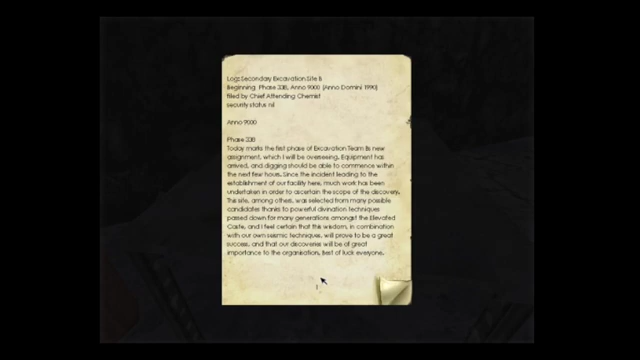 Log: Secondary Excavation Site B
Beginning Phase 33B, Anno 9000 (Anno Domini 1990)
filed by Chief Attending Chemist
security status nil
Anno 9000
Phase 33B
Today marks the first phase of Excavation Team Bs new
assignment, which I will be overseeing. Equipment has
arrived, and digging should be able to commence within
the next few hours. Since the incident leading to the
establishment of our facility here, much work has been
undertaken in order to ascertain the scope of the discovery.
This site, among others, was selected from many possible
candidates thanks to powerful divination techniques
passed down for many generations amongst the Elevated
Caste, and I feel certain that this wisdom, in combination
with our own seismic techniques, will prove to be a great
success, and that our discoveries will be of great
importance to the organisation. Best of luck everyone.